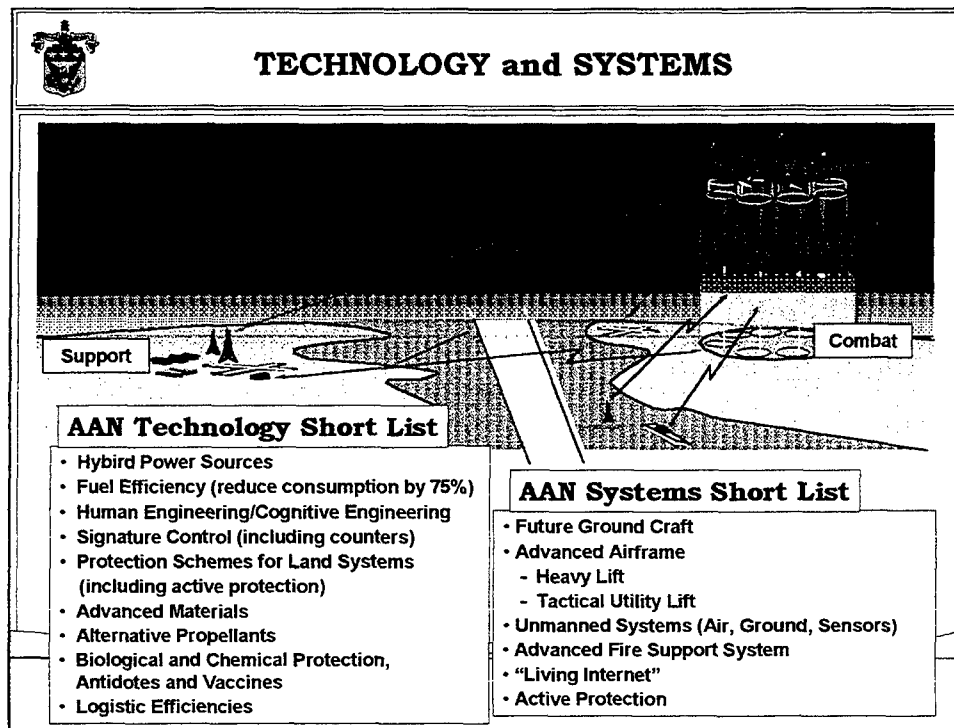 TECHNOLOGY and SYSTEMS
Support
Combat
AAN Technology Short List
• Hybird Power Sources
• Fuel Efficiency (reduce consumption by 75%)
• Human Engineering/Cognitive Engineering
• Signature Control (including counters)
• Protection Schemes for Land Systems
(including active protection)
• Advanced Materials
• Alternative Propellants
• Biological and Chemical Protection,
Antidotes and Vaccines
• Logistic Efficiencies
AAN Systems Short List
• Future Ground Craft
• Advanced Airframe
- Heavy Lift
- Tactical Utility Lift
• Unmanned Systems (Air, Ground, Sensors)
• Advanced Fire Support System
• “Living Internet”
• Active Protection